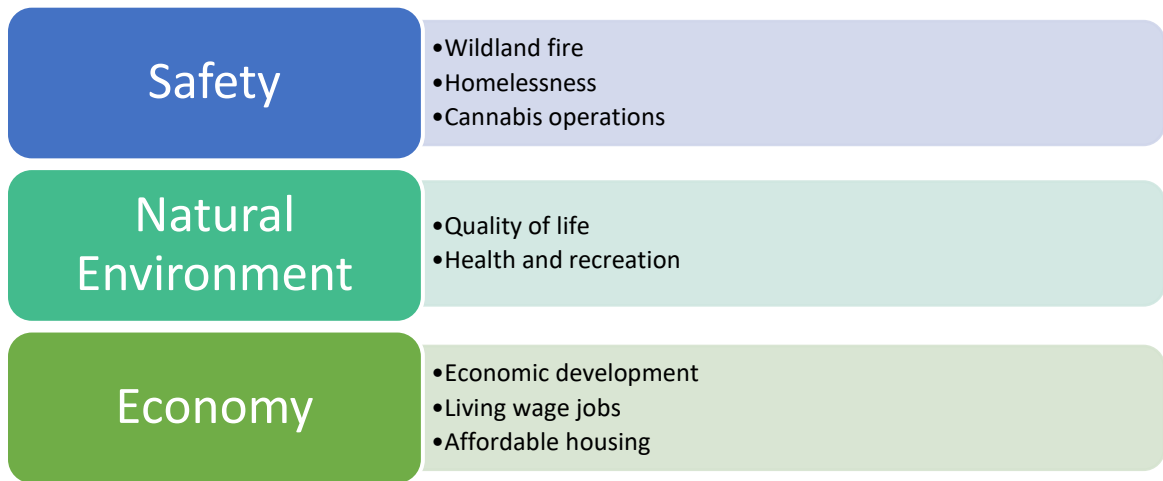 Safety
•Wildland fire
•Homelessness
•Cannabis operations
Natural
Environment
•Quality of life
•Health and recreation
Economy
•Economic development
•Living wage jobs
•Affordable housing